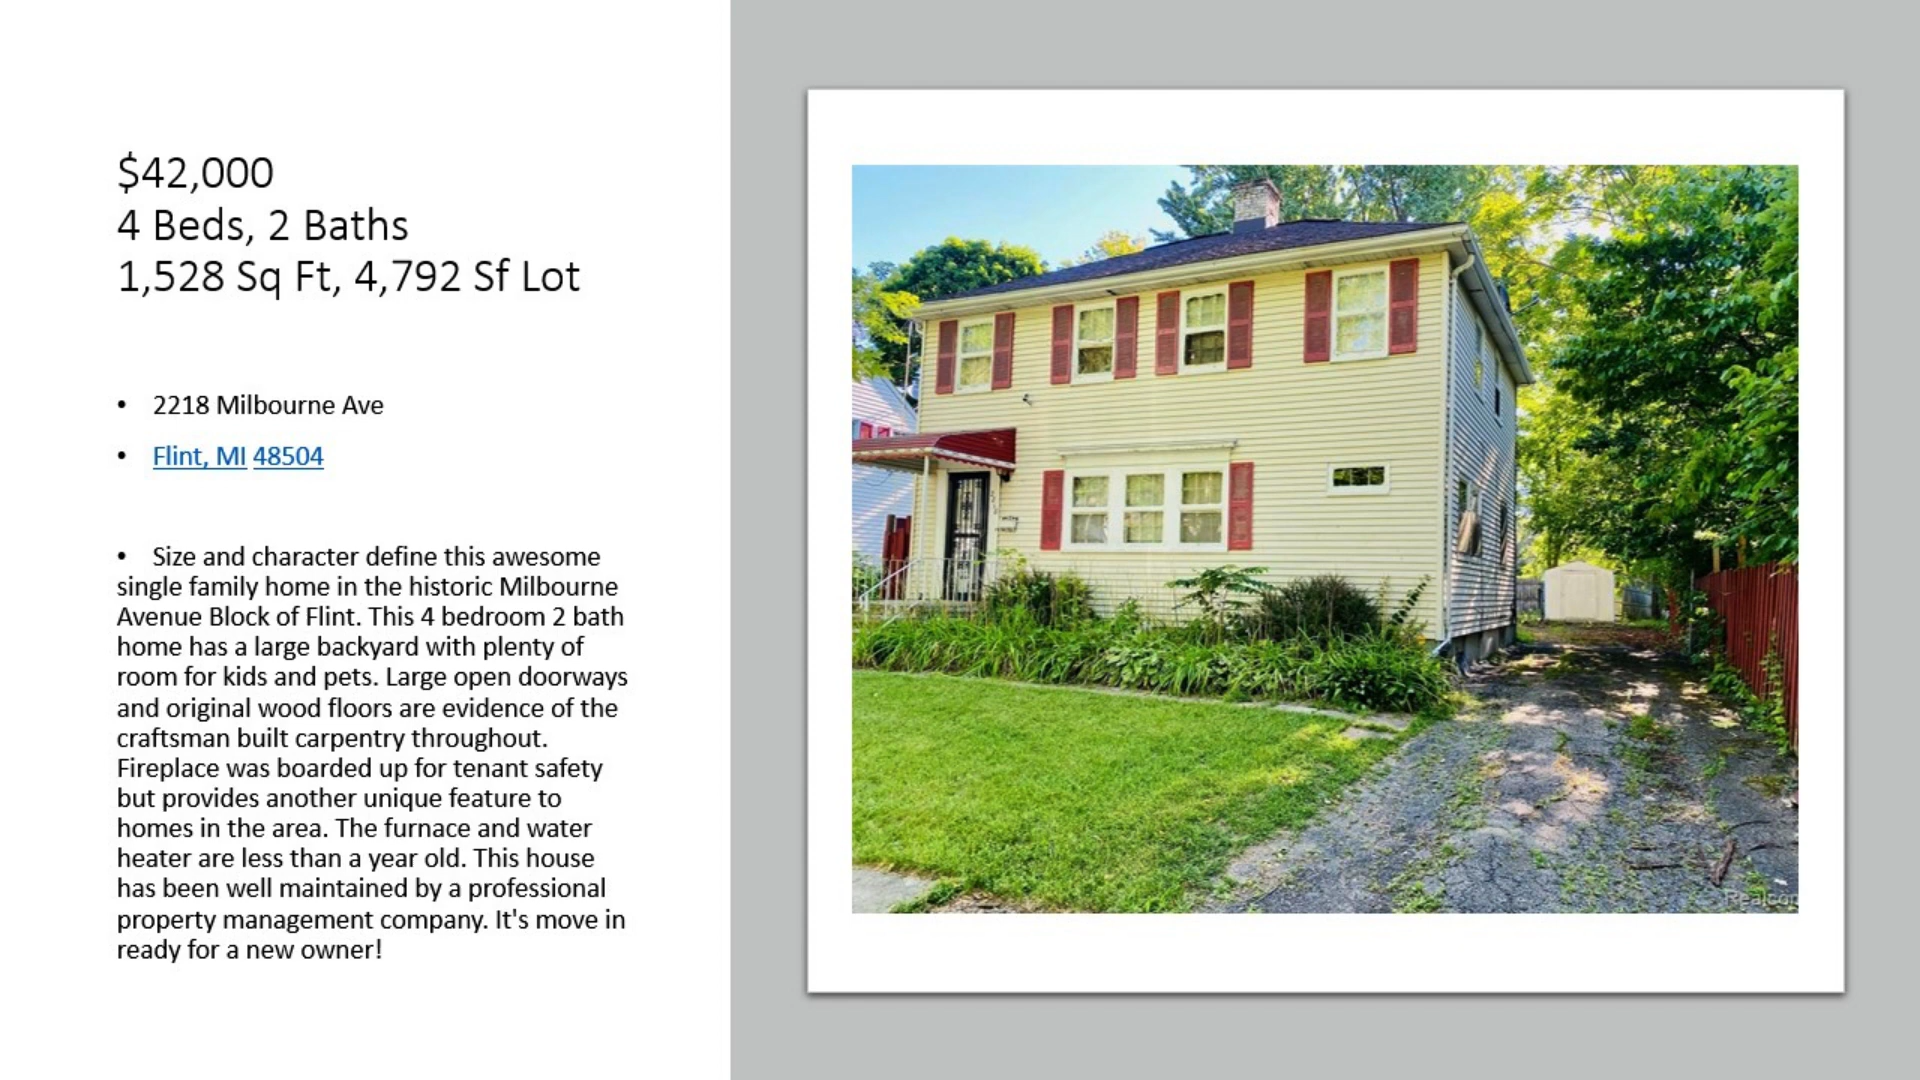 $42,000
4 Beds, 2 Baths
1,528 Sq Ft, 4,792 Sf Lot
• 2218 Milbourne Ave
• Flint, MI 48504
• Size and character define this awesome
single family home in the historic Milbourne
Avenue Block of Flint. This 4 bedroom 2 bath
home has a large backyard with plenty of
room for kids and pets. Large open doorways
and original wood floors are evidence of the
craftsman built carpentry throughout.
Fireplace was boarded up for tenant safety
but provides another unique feature to
homes in the area. The furnace and water
heater are less than a year old. This house
has been well maintained by a professional
property management company. It's move in
ready for a new owner!